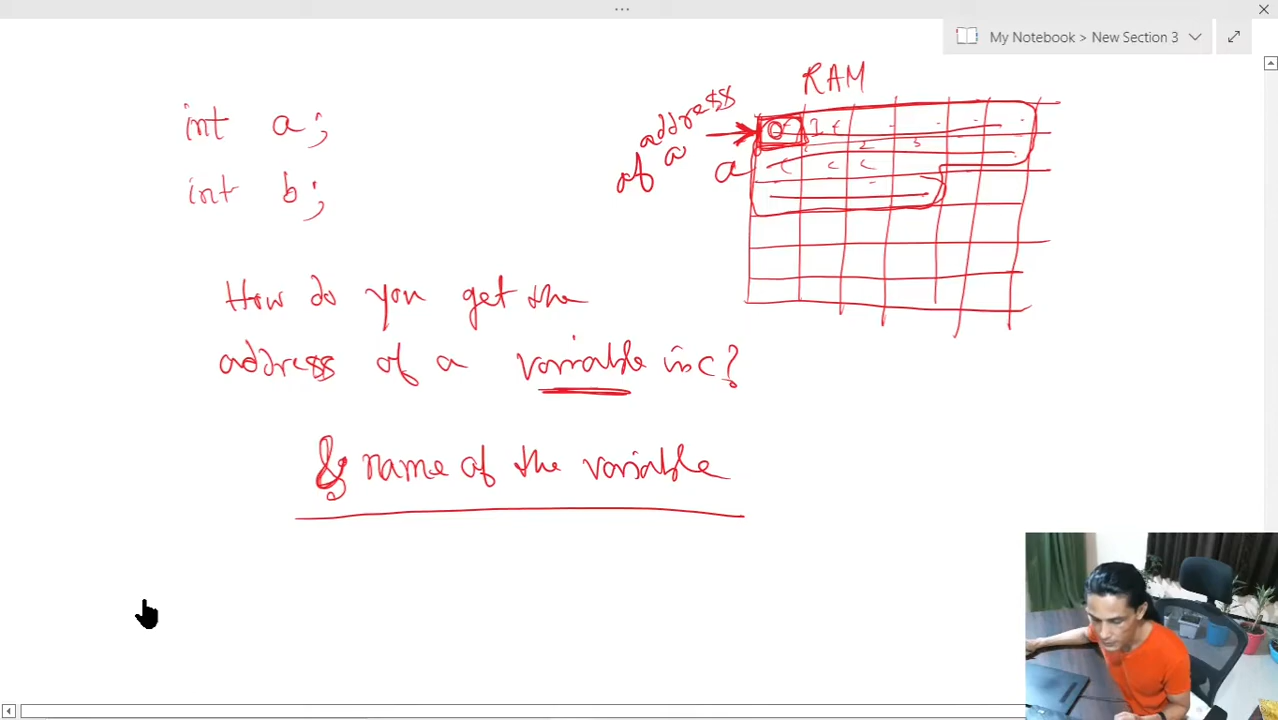 My Notebook > New Section 3
RAM
int a;
int b;
address
of a
a
How do you get the
address of a variable in c?
& name of the variable